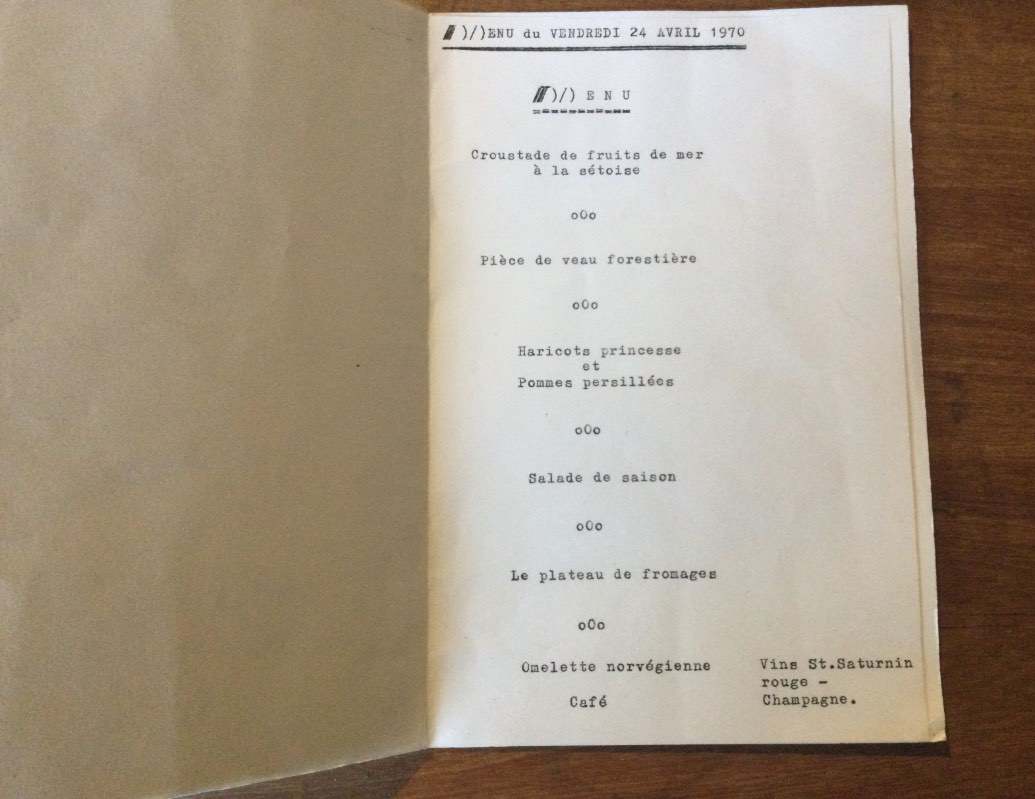 )/)ENU du VENDREDI 24 AVRIL 1970
)/) E N U
Croustade de fruits de mer
à la sétoise
oOo
Pièce de veau forestière
oOo
Haricots princesse
et
Pommes persillées
oOo
Salade de saison
oOo
Le plateau de fromages
oOo
Omelette norvégienne
Café
Vins St.Saturnin
rouge -
Champagne.